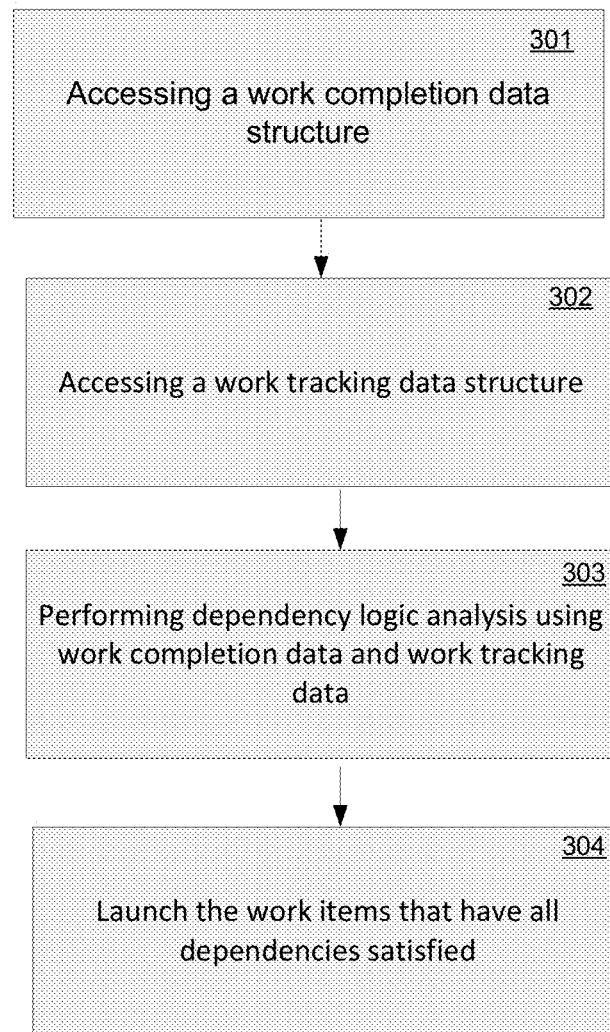 301
Accessing a work completion data
structure
302
Accessing a work tracking data structure
303
Performing dependency logic analysis using
work completion data and work tracking
data
304
Launch the work items that have all
dependencies satisfied